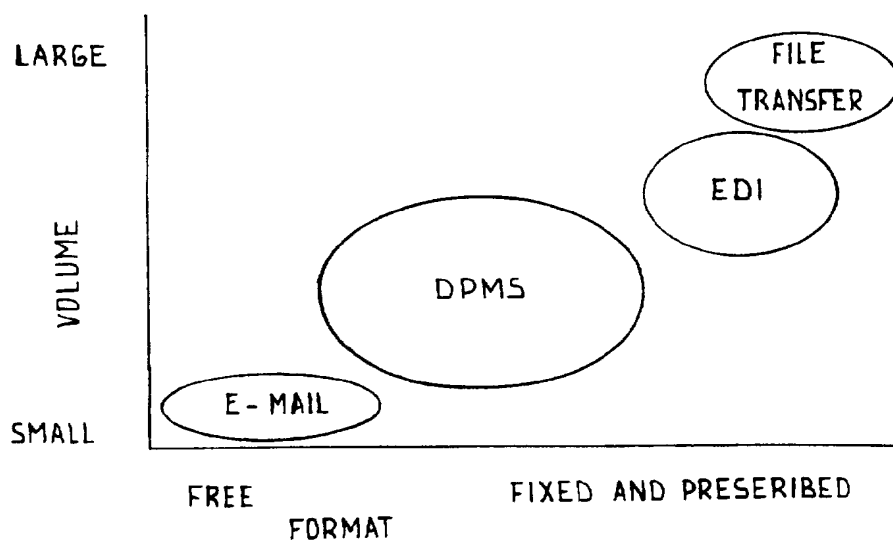 LARGE
FILE
TRANSFER
EDI
VOLUME
DPMS
E-MAIL
SMALL
FREE
FIXED AND PRESERIBED
FORMAT